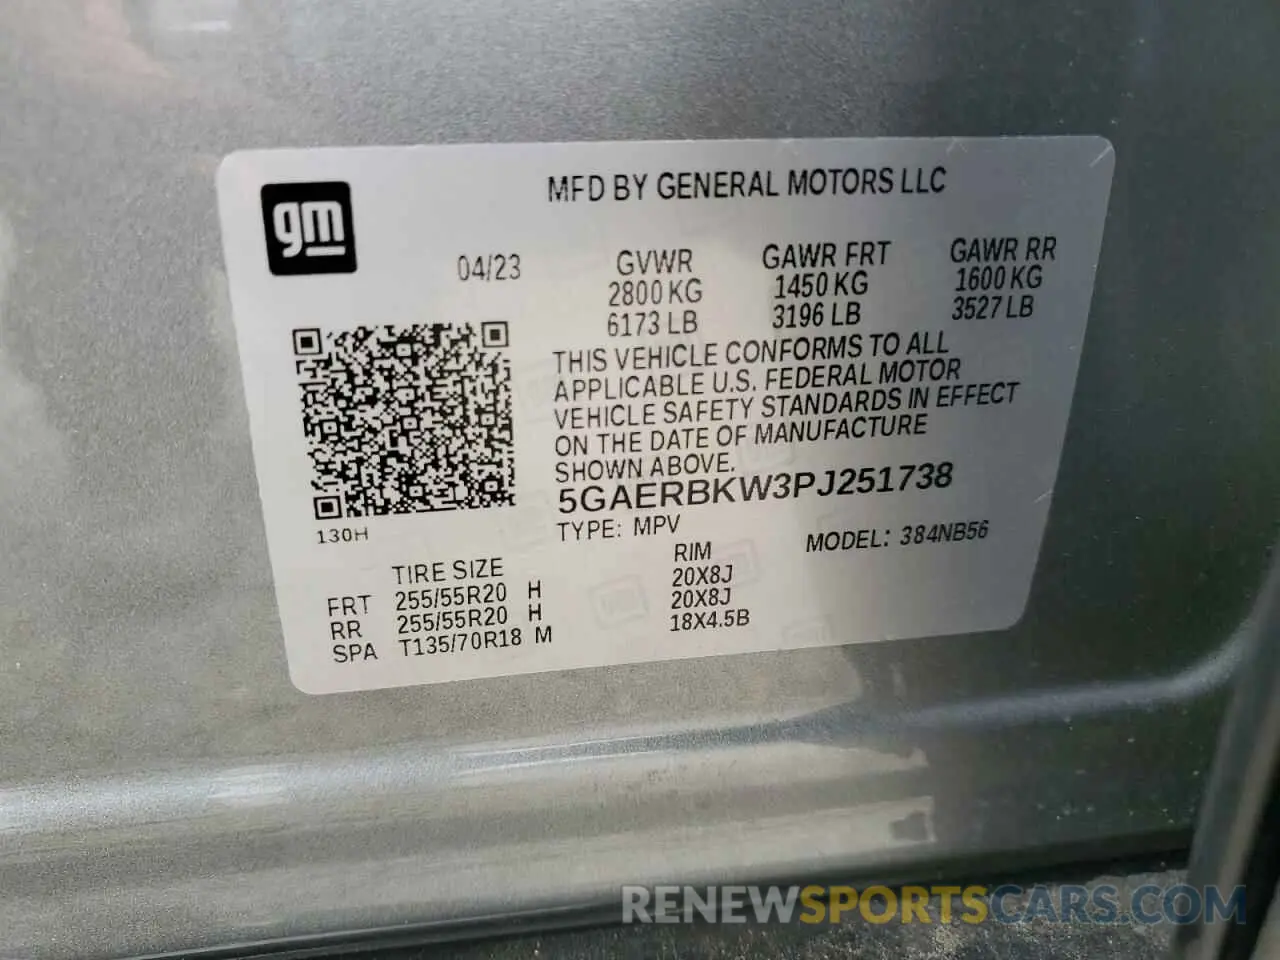 MFD BY GENERAL MOTORS LLC
gm
04/23
GVWR GAWR FRT GAWR RR
2800 KG 1450 KG 1600 KG
6173 LB 3196 LB 3527 LB
THIS VEHICLE CONFORMS TO ALL
APPLICABLE U.S. FEDERAL MOTOR
VEHICLE SAFETY STANDARDS IN EFFECT
ON THE DATE OF MANUFACTURE
SHOWN ABOVE.
5GAERBKW3PJ251738
130H
TYPE: MPV MODEL: 384NB56
TIRE SIZE RIM
FRT 255/55R20 H 20X8J
RR 255/55R20 H 20X8J
SPA T135/70R18 M 18X4.5B
RENEWSPORTSCARS.COM